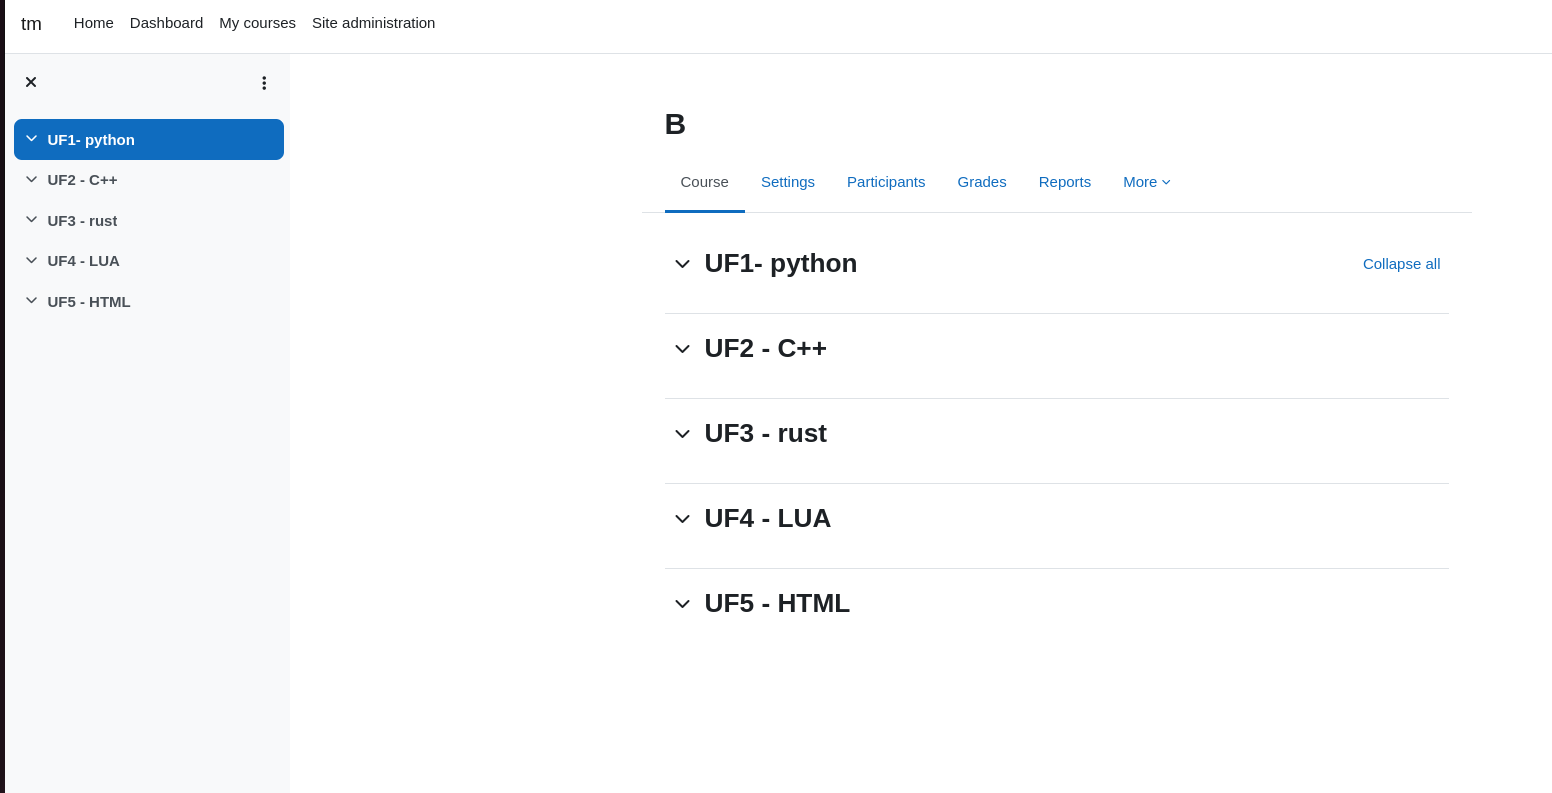 tm Home Dashboard My courses Site administration
UF1- python
UF2 - C++
UF3 - rust
UF4 - LUA
UF5 - HTML
B
Course Settings Participants Grades Reports More
UF1- python Collapse all
UF2 - C++
UF3 - rust
UF4 - LUA
UF5 - HTML